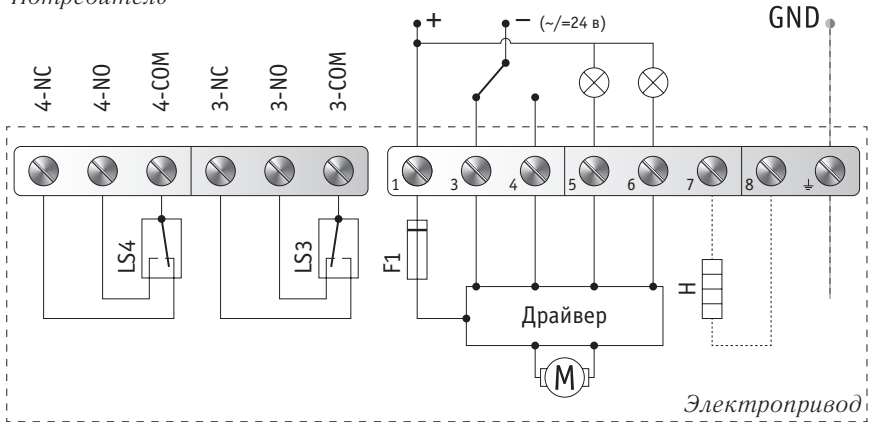 Потребитель
+
− (~/=24 в)
GND
4-NC
4-NO
4-COM
3-NC
3-NO
3-COM
1
3
4
5
6
7
8
LS4
LS3
F1
H
Драйвер
M
Электропривод